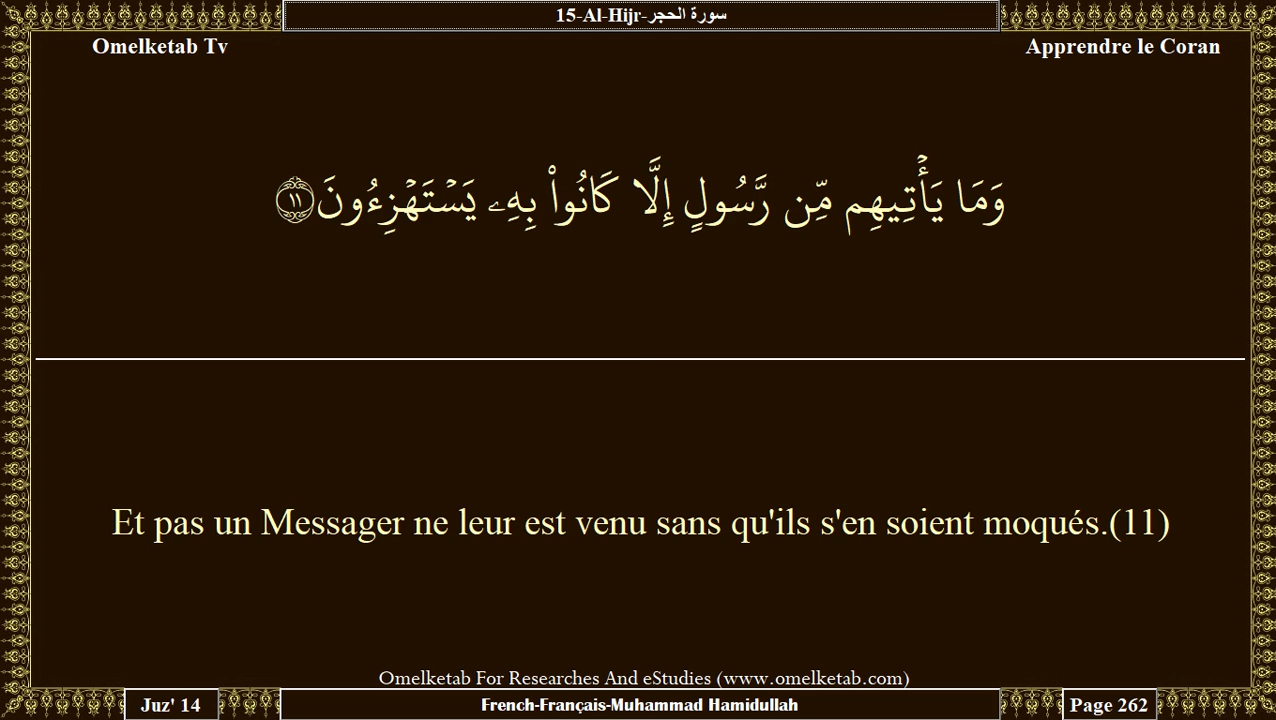 15-Al-Hijr-سورة الحجر
Omelketab Tv
Apprendre le Coran
وَمَا يَأْتِيهِم مِّن رَّسُولٍ إِلَّا كَانُوا۟ بِهِۦ يَسْتَهْزِءُونَ ١١
Et pas un Messager ne leur est venu sans qu'ils s'en soient moqués.(11)
Omelketab For Researches And eStudies (www.omelketab.com)
Juz' 14
French-Français-Muhammad Hamidullah
Page 262